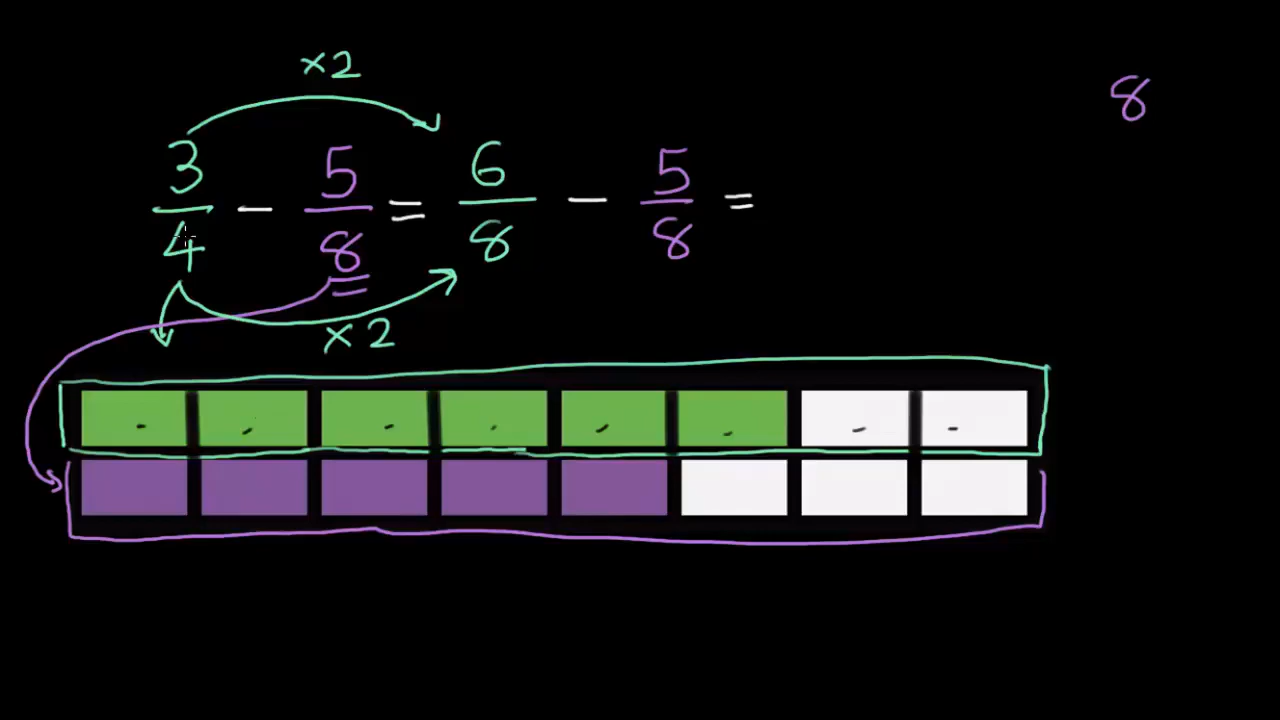 ×2
8
3/4 - 5/8 = 6/8 - 5/8 =
×2